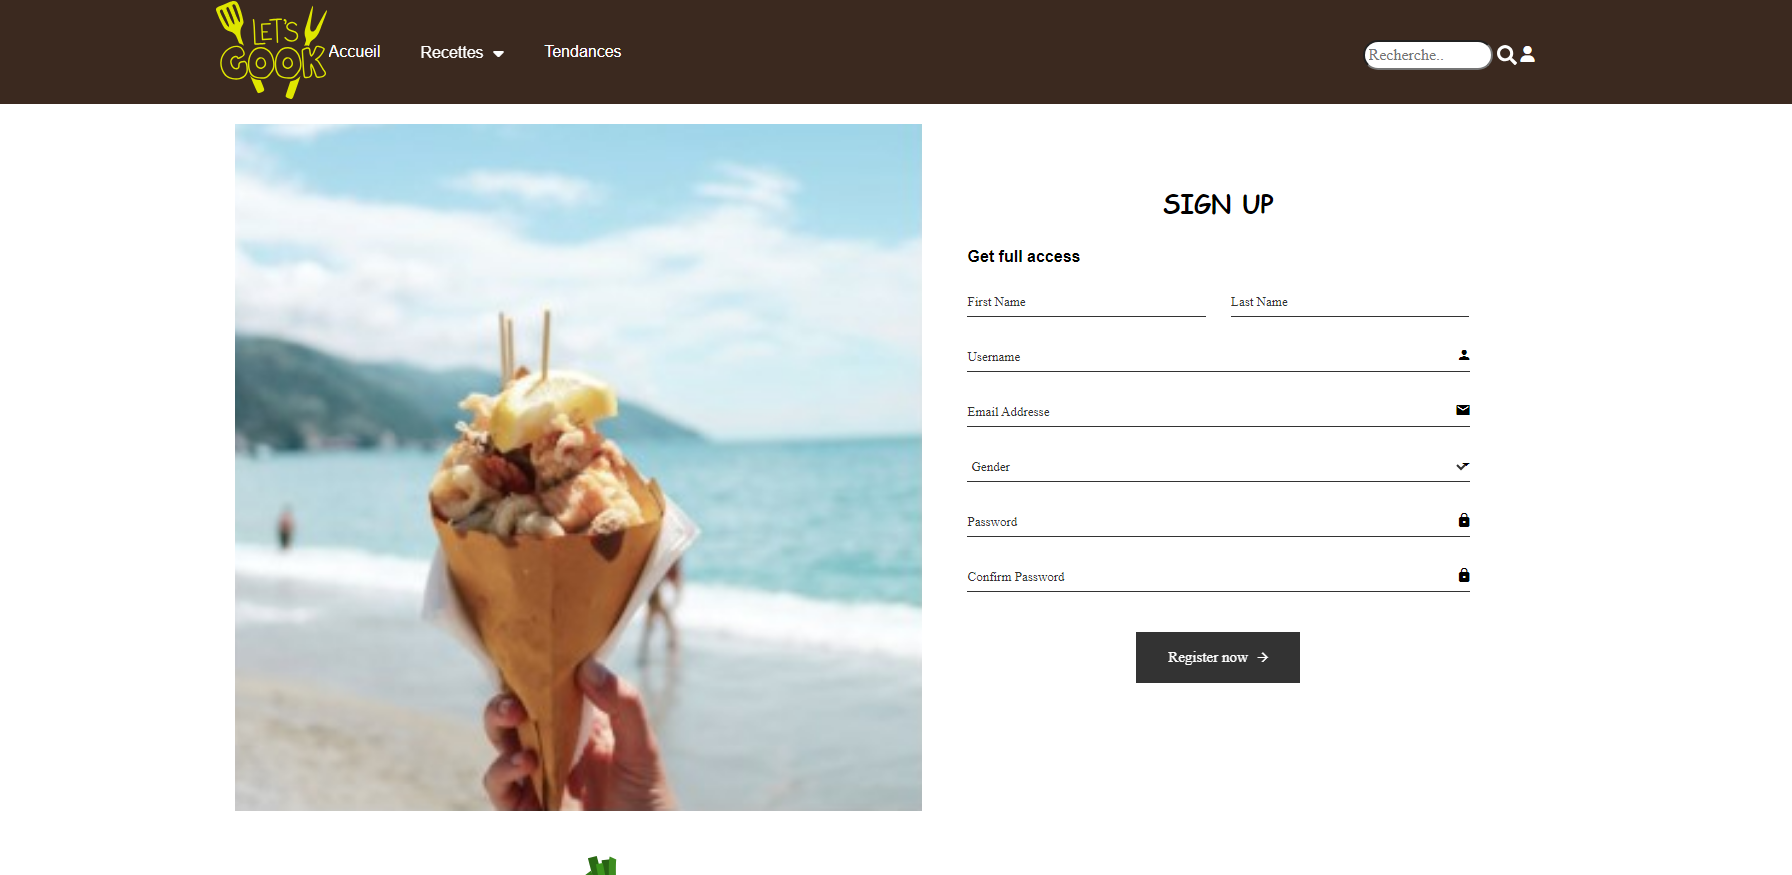 LET'S
COOK
Accueil
Recettes
Tendances
Recherche..
SIGN UP
Get full access
First Name
Last Name
Username
Email Addresse
Gender
Password
Confirm Password
Register now